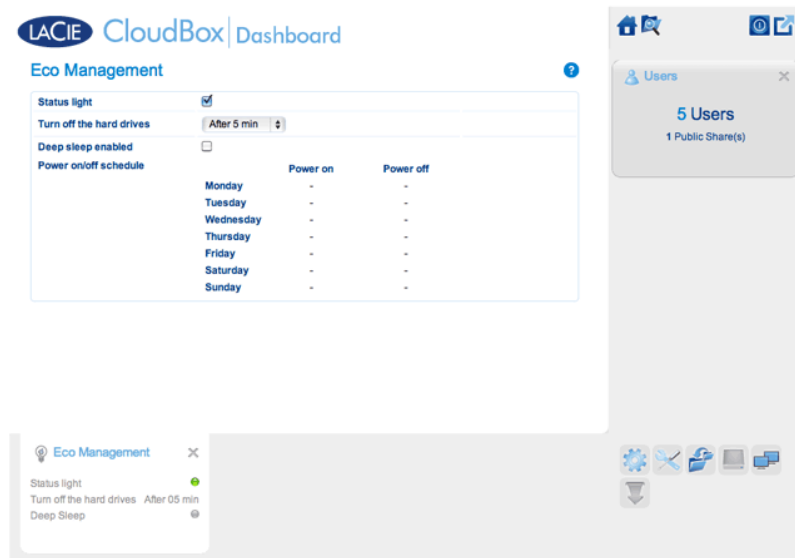 LACIE CloudBox | Dashboard
Eco Management
?
Status light
Turn off the hard drives After 5 min
Deep sleep enabled
Power on/off schedule
Power on Power off
Monday - -
Tuesday - -
Wednesday - -
Thursday - -
Friday - -
Saturday - -
Sunday - -
Users
5 Users
1 Public Share(s)
Eco Management
Status light
Turn off the hard drives After 05 min
Deep Sleep